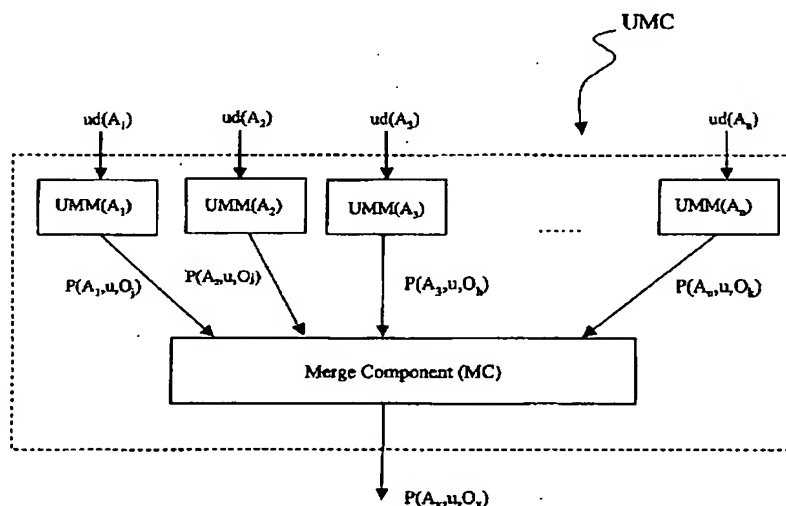 UMC
ud(A₁) ud(A₂) ud(A₃) ud(Aₙ)
UMM(A₁) UMM(A₂) UMM(A₃) ...... UMM(Aₙ)
P(A₁,u,Oⱼ) P(A₂,u,Oj) P(A₃,u,Oₕ) P(Aₙ,u,Oₖ)
Merge Component (MC)
P(Aₓ,u,Oᵧ)